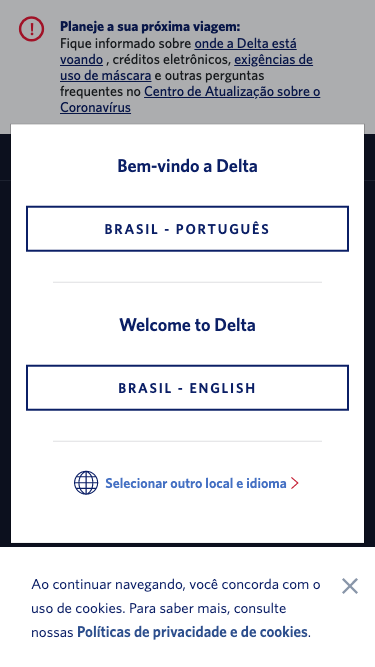 Planeje a sua próxima viagem:
Fique informado sobre onde a Delta está
voando , créditos eletrônicos, exigências de
uso de máscara e outras perguntas
frequentes no Centro de Atualização sobre o
Coronavírus
Bem-vindo a Delta
BRASIL - PORTUGUÊS
Welcome to Delta
BRASIL - ENGLISH
Selecionar outro local e idioma
Ao continuar navegando, você concorda com o
uso de cookies. Para saber mais, consulte
nossas Políticas de privacidade e de cookies.